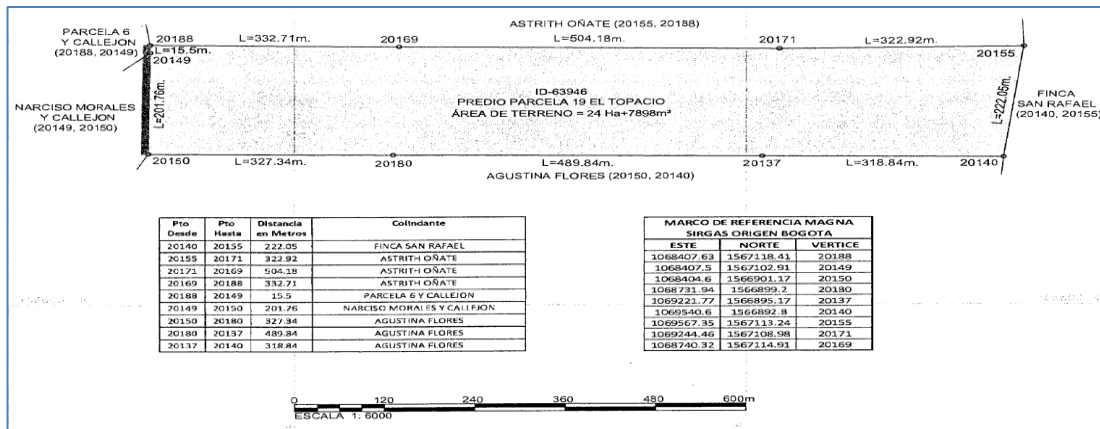 ASTRITH OÑATE (20155, 20188)
PARCELA 6
Y CALLEJON
(20188, 20149)
20188
L=332.71m.
20169
L=504.18m.
20171
L=322.92m.
20155
L=15.5m.
20149
NARCISO MORALES
Y CALLEJON
(20149, 20150)
L=201.76m.
ID-63946
PREDIO PARCELA 19 EL TOPACIO
ÁREA DE TERRENO = 24 Ha+7898m²
L=222.05m.
FINCA
SAN RAFAEL
(20140, 20155)
20150
L=327.34m.
20180
L=489.84m.
20137
L=318.84m.
20140
AGUSTINA FLORES (20150, 20140)
Pto Desde Pto Hasta Distancia en Metros Colindante
20140 20155 222.05 FINCA SAN RAFAEL
20155 20171 322.92 ASTRITH OÑATE
20171 20169 504.18 ASTRITH OÑATE
20169 20188 332.71 ASTRITH OÑATE
20188 20149 15.5 PARCELA 6 Y CALLEJON
20149 20150 201.76 NARCISO MORALES Y CALLEJON
20150 20180 327.34 AGUSTINA FLORES
20180 20137 489.84 AGUSTINA FLORES
20137 20140 318.84 AGUSTINA FLORES
MARCO DE REFERENCIA MAGNA
SIRGAS ORIGEN BOGOTA
ESTE NORTE VERTICE
1068407.63 1567118.41 20188
1068407.5 1567102.91 20149
1068404.6 1566901.17 20150
1068731.94 1566899.2 20180
1069221.77 1566895.17 20137
1069540.6 1566892.8 20140
1069567.35 1567113.24 20155
1069244.46 1567108.98 20171
1068740.32 1567114.91 20169
0 120 240 360 480 600m
ESCALA 1: 6000